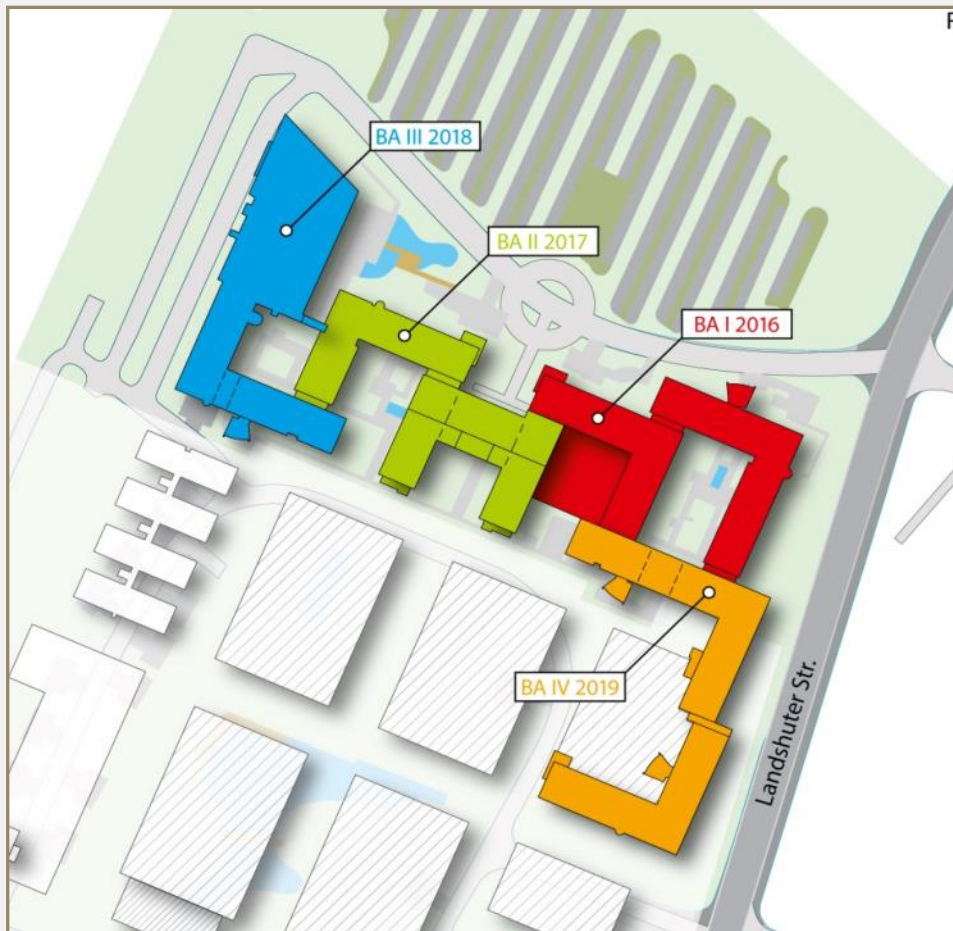 F
BA III 2018
BA II 2017
BA I 2016
BA IV 2019
Landshuter Str.